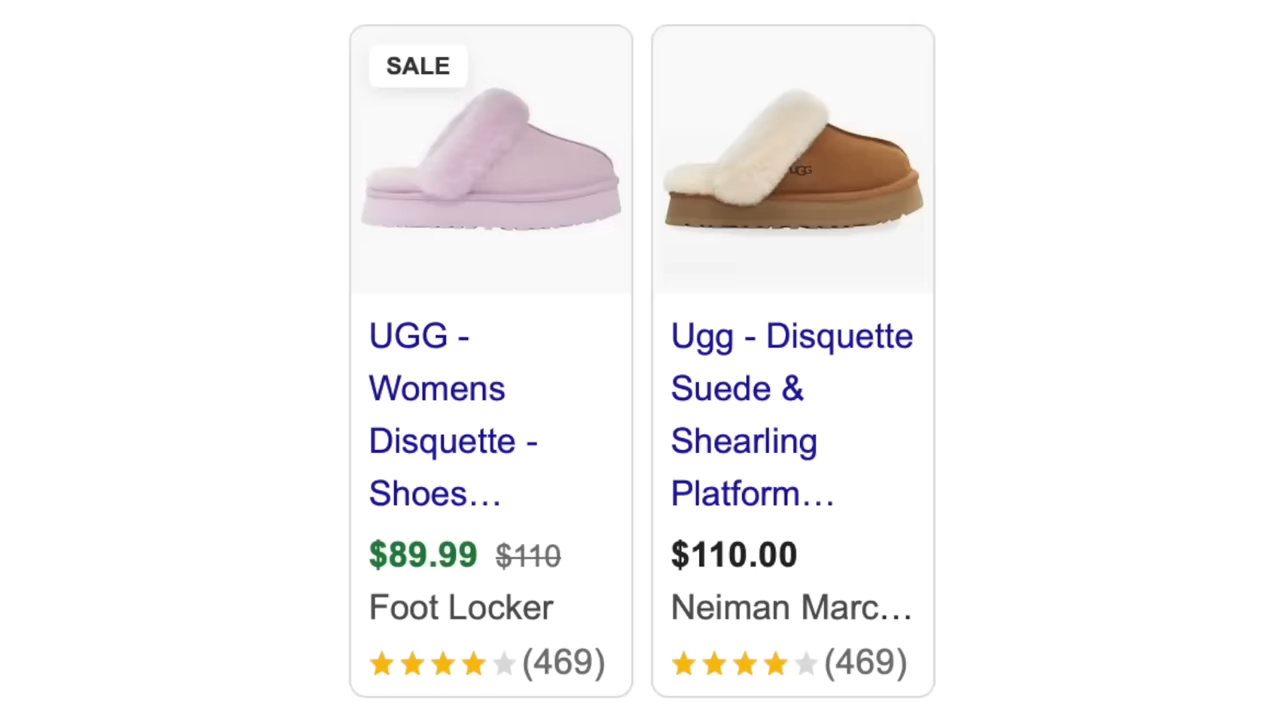 SALE
UGG -
Womens
Disquette -
Shoes...
$89.99 $110
Foot Locker
(469)
UGG
Ugg - Disquette
Suede &
Shearling
Platform...
$110.00
Neiman Marc...
(469)